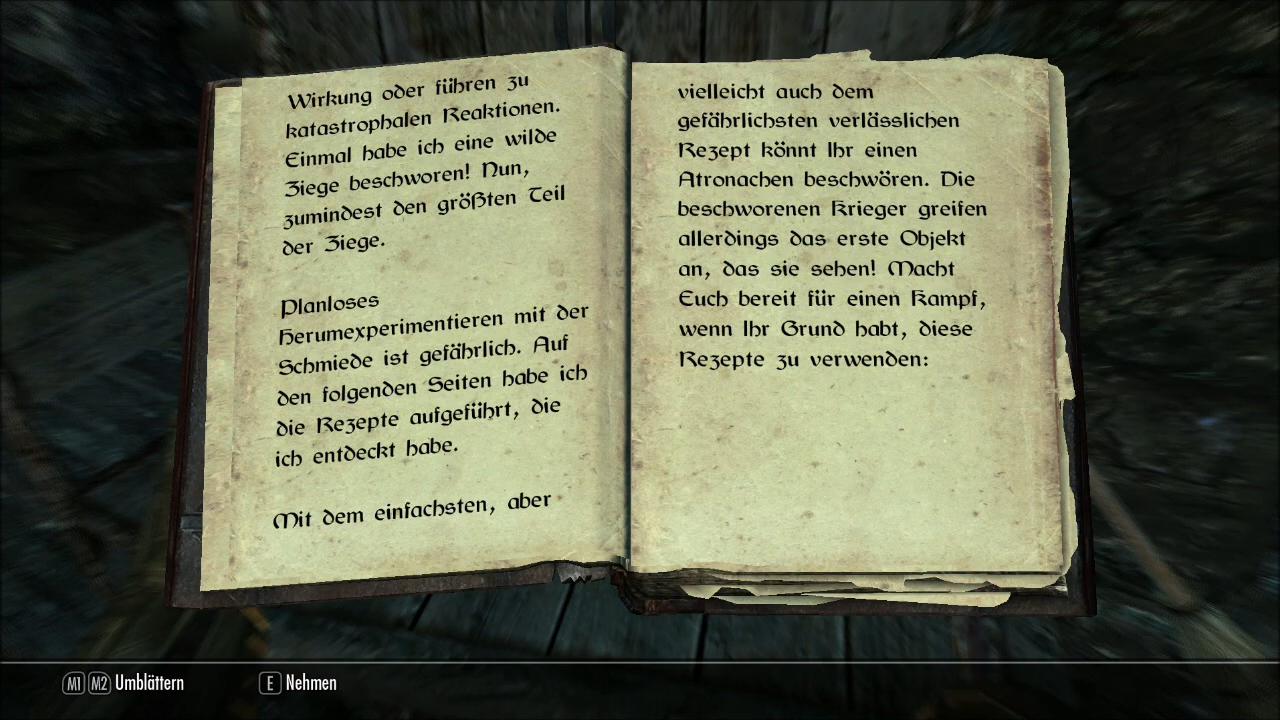 Wirkung oder führen zu
katastrophalen Reaktionen.
Einmal habe ich eine wilde
Ziege beschworen! Nun,
zumindest den größten Teil
der Ziege.
Planloses
Herumexperimentieren mit der
Schmiede ist gefährlich. Auf
den folgenden Seiten habe ich
die Rezepte aufgeführt, die
ich entdeckt habe.
Mit dem einfachsten, aber
vielleicht auch dem
gefährlichsten verlässlichen
Rezept könnt Ihr einen
Atronachen beschwören. Die
beschworenen Krieger greifen
allerdings das erste Objekt
an, das sie sehen! Macht
Euch bereit für einen Kampf,
wenn Ihr Grund habt, diese
Rezepte zu verwenden:
M1 M2 Umblättern E Nehmen